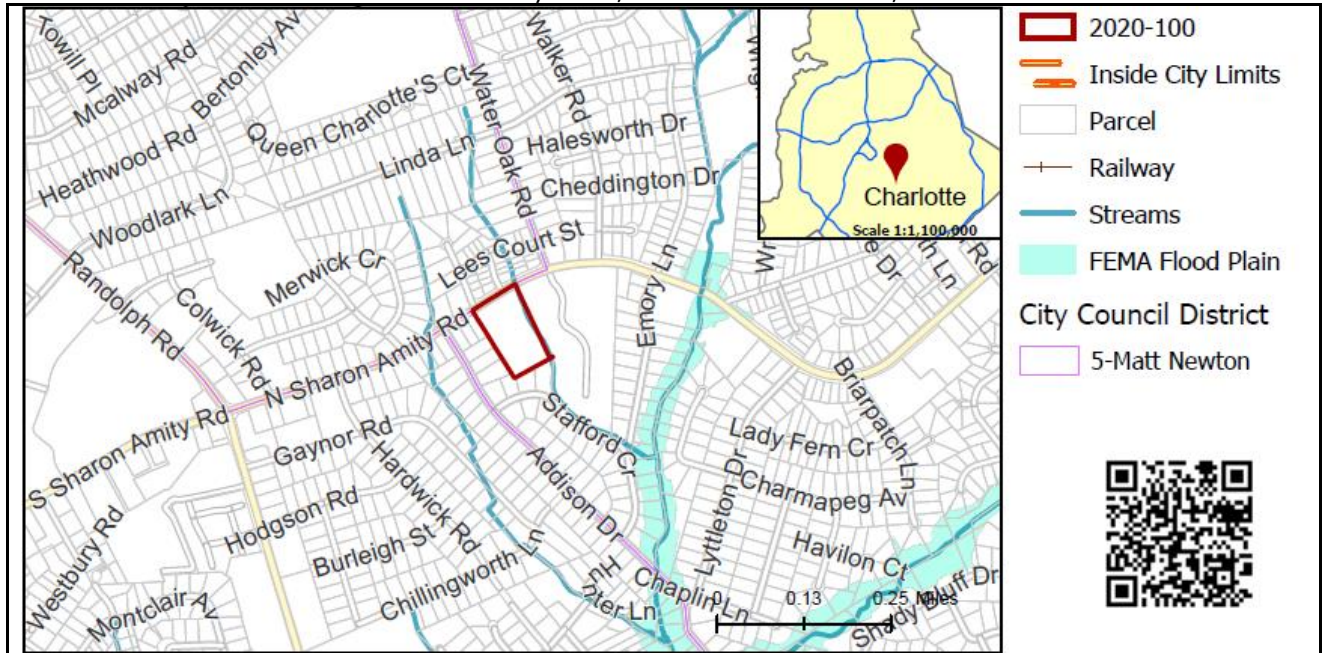 Towill Pl
Mcalway Rd
Bertonley Av
Queen Charlotte'S Ct
Heathwood Rd
Linda Ln
Water Oak Rd
Walker Rd
Halesworth Dr
Cheddington Dr
Woodlark Ln
Merwick Cr
Lees Court St
Randolph Rd
Colwick Rd
N Sharon Amity Rd
Emory Ln
Briarpatch Ln
S Sharon Amity Rd
Gaynor Rd
Hardwick Rd
Stafford Cr
Addison Dr
Lady Fern Cr
Charmapeg Av
Lyttleton Dr
Hodgson Rd
Burleigh St
Chillingworth Ln
Westbury Rd
Montclair Av
Hunter Ln
Chaplin Ln
Havilon Ct
Shady Bluff Dr
0 0.13 0.25 Miles
Charlotte
Scale 1:1,100,000
2020-100
Inside City Limits
Parcel
Railway
Streams
FEMA Flood Plain
City Council District
5-Matt Newton